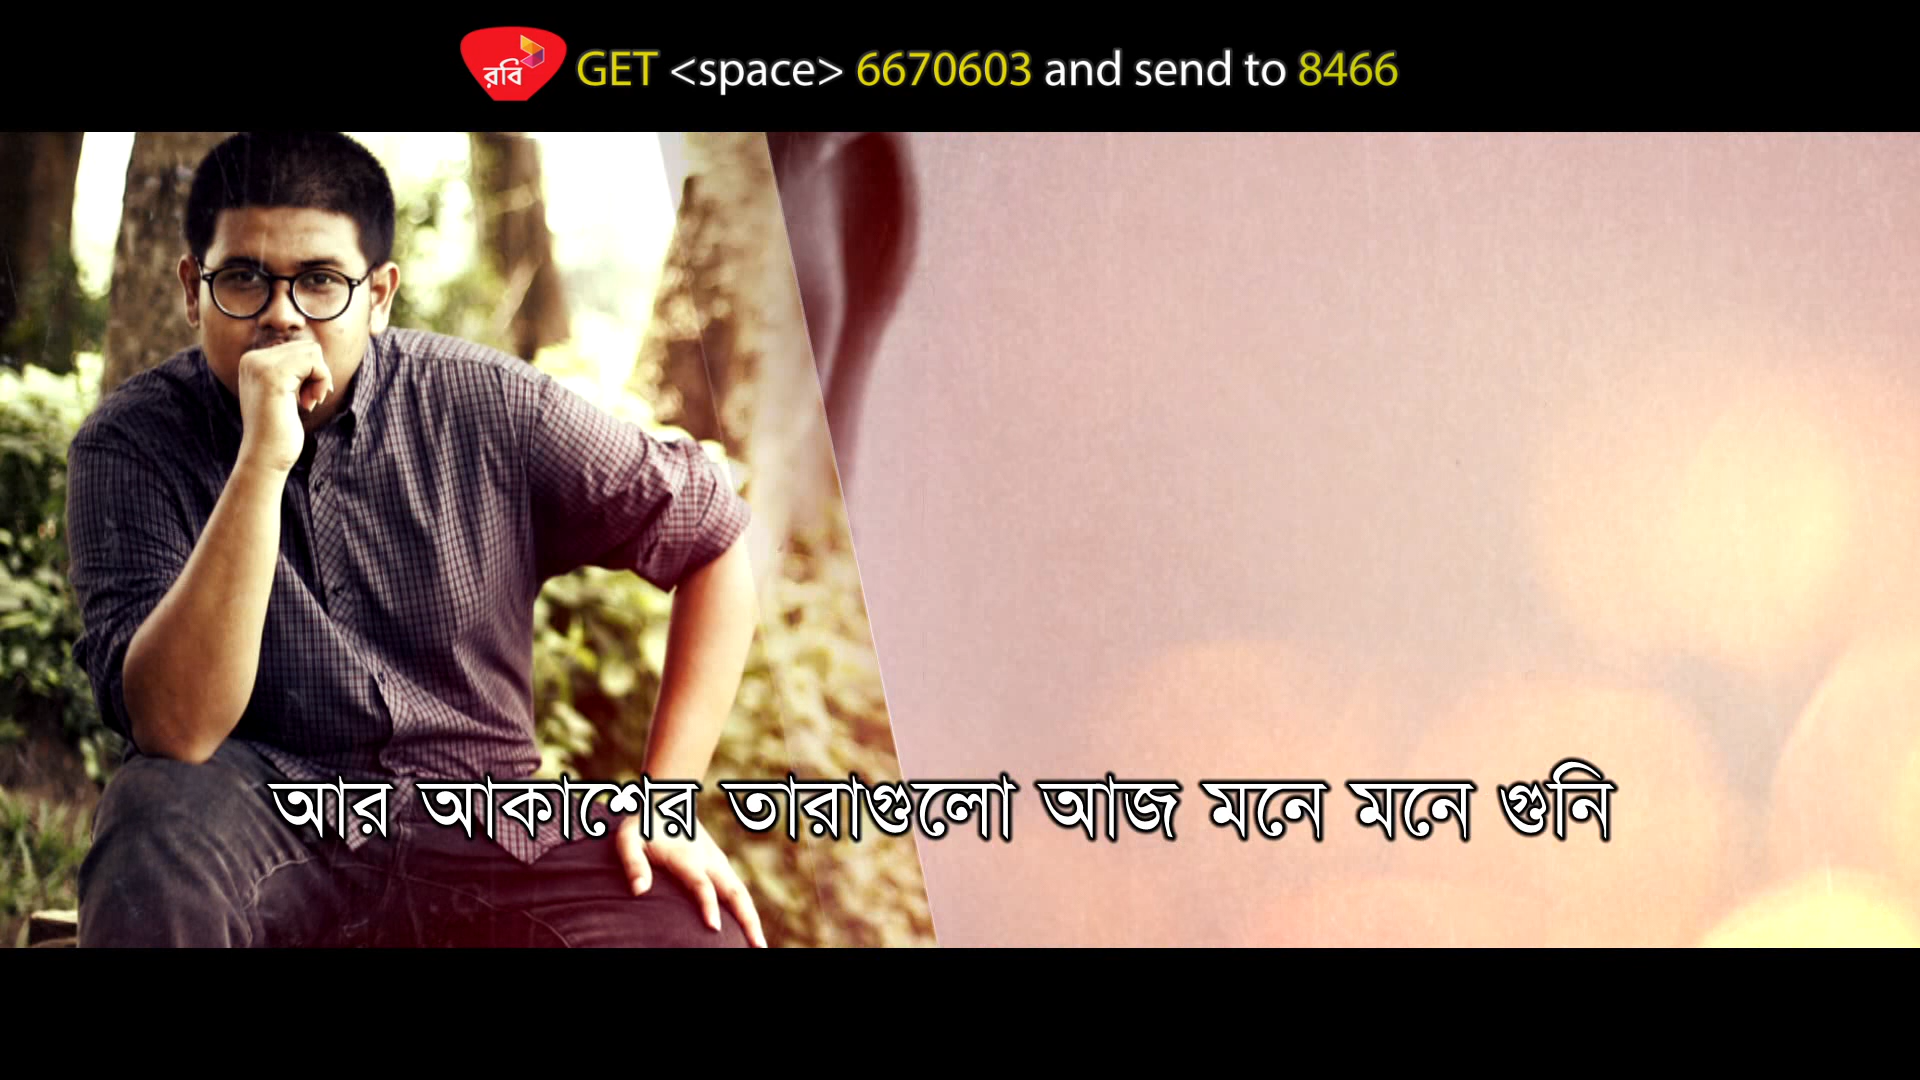 রবি GET <space> 6670603 and send to 8466
আর আকাশের তারাগুলো আজ মনে মনে গুনি